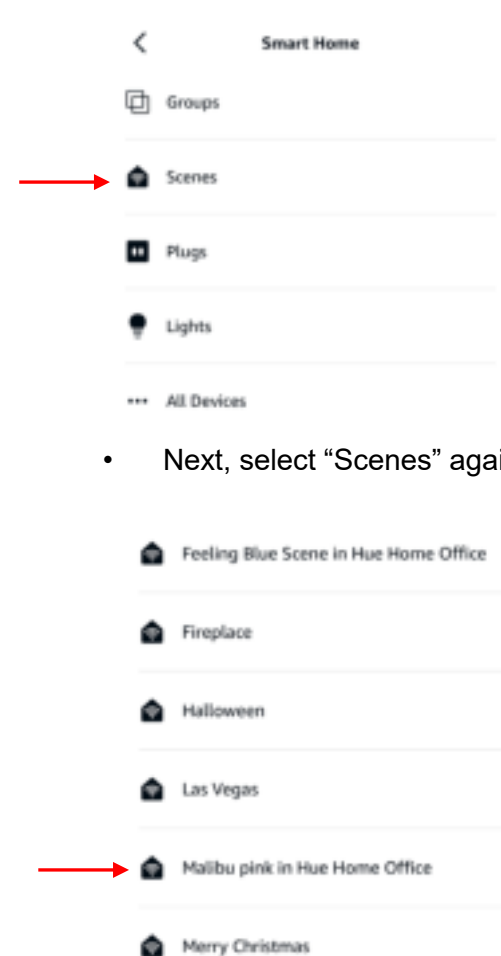 Smart Home
Groups
Scenes
Plugs
Lights
All Devices
• Next, select “Scenes” agai
Feeling Blue Scene in Hue Home Office
Fireplace
Halloween
Las Vegas
Malibu pink in Hue Home Office
Merry Christmas